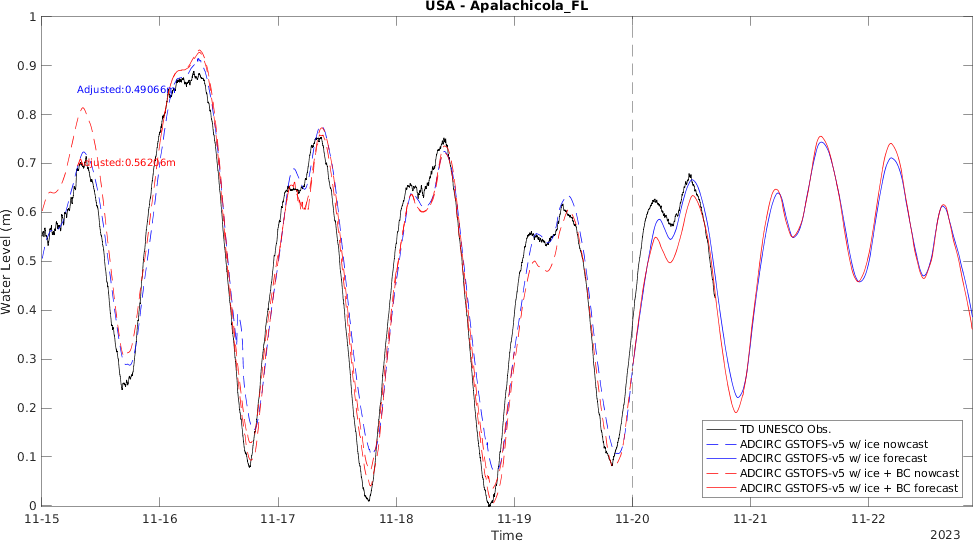 USA - Apalachicola_FL
1
0.9
0.8
0.7
0.6
0.5
0.4
0.3
0.2
0.1
0
Water Level (m)
Adjusted:0.49066m
Adjusted:0.56206m
TD UNESCO Obs.
ADCIRC GSTOFS-v5 w/ ice nowcast
ADCIRC GSTOFS-v5 w/ ice forecast
ADCIRC GSTOFS-v5 w/ ice + BC nowcast
ADCIRC GSTOFS-v5 w/ ice + BC forecast
11-15 11-16 11-17 11-18 11-19 11-20 11-21 11-22
Time
2023